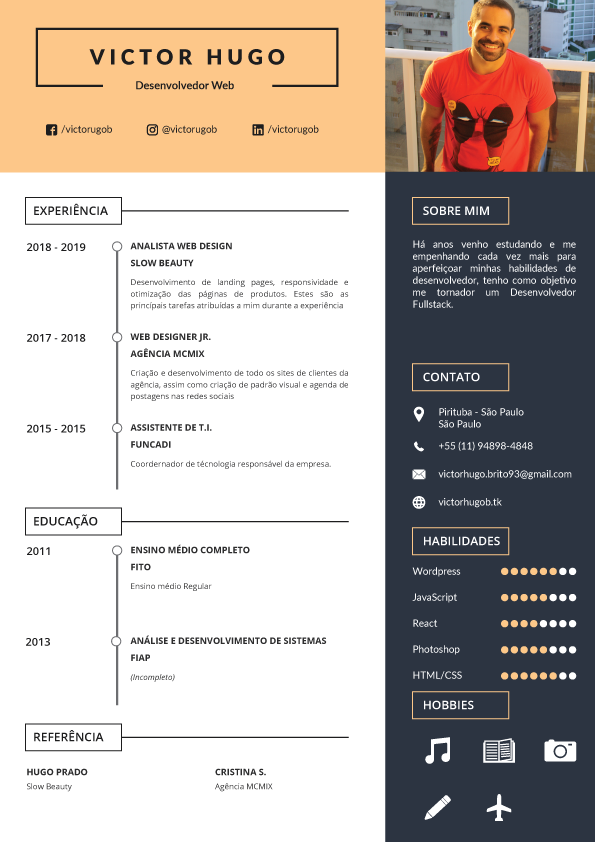 VICTOR HUGO
Desenvolvedor Web
/victorugob
@victorugob
/victorugob
EXPERIÊNCIA
2018 - 2019
ANALISTA WEB DESIGN
SLOW BEAUTY
Desenvolvimento de landing pages, responsividade e
otimização das páginas de produtos. Estes são as
principais tarefas atribuídas a mim durante a experiência
2017 - 2018
WEB DESIGNER JR.
AGÊNCIA MCMIX
Criação e desenvolvimento de todo os sites de clientes da
agência, assim como criação de padrão visual e agenda de
postagens nas redes sociais
2015 - 2015
ASSISTENTE DE T.I.
FUNCADI
Coordernador de técnologia responsável da empresa.
EDUCAÇÃO
2011
ENSINO MÉDIO COMPLETO
FITO
Ensino médio Regular
2013
ANÁLISE E DESENVOLVIMENTO DE SISTEMAS
FIAP
(Incompleto)
REFERÊNCIA
HUGO PRADO
Slow Beauty
CRISTINA S.
Agência MCMIX
SOBRE MIM
Há anos venho estudando e me
empenhando cada vez mais para
aperfeiçoar minhas habilidades de
desenvolvedor, tenho como objetivo
me tornador um Desenvolvedor
Fullstack.
CONTATO
Pirituba - São Paulo
São Paulo
+55 (11) 94898-4848
victorhugo.brito93@gmail.com
victorhugob.tk
HABILIDADES
Wordpress
JavaScript
React
Photoshop
HTML/CSS
HOBBIES